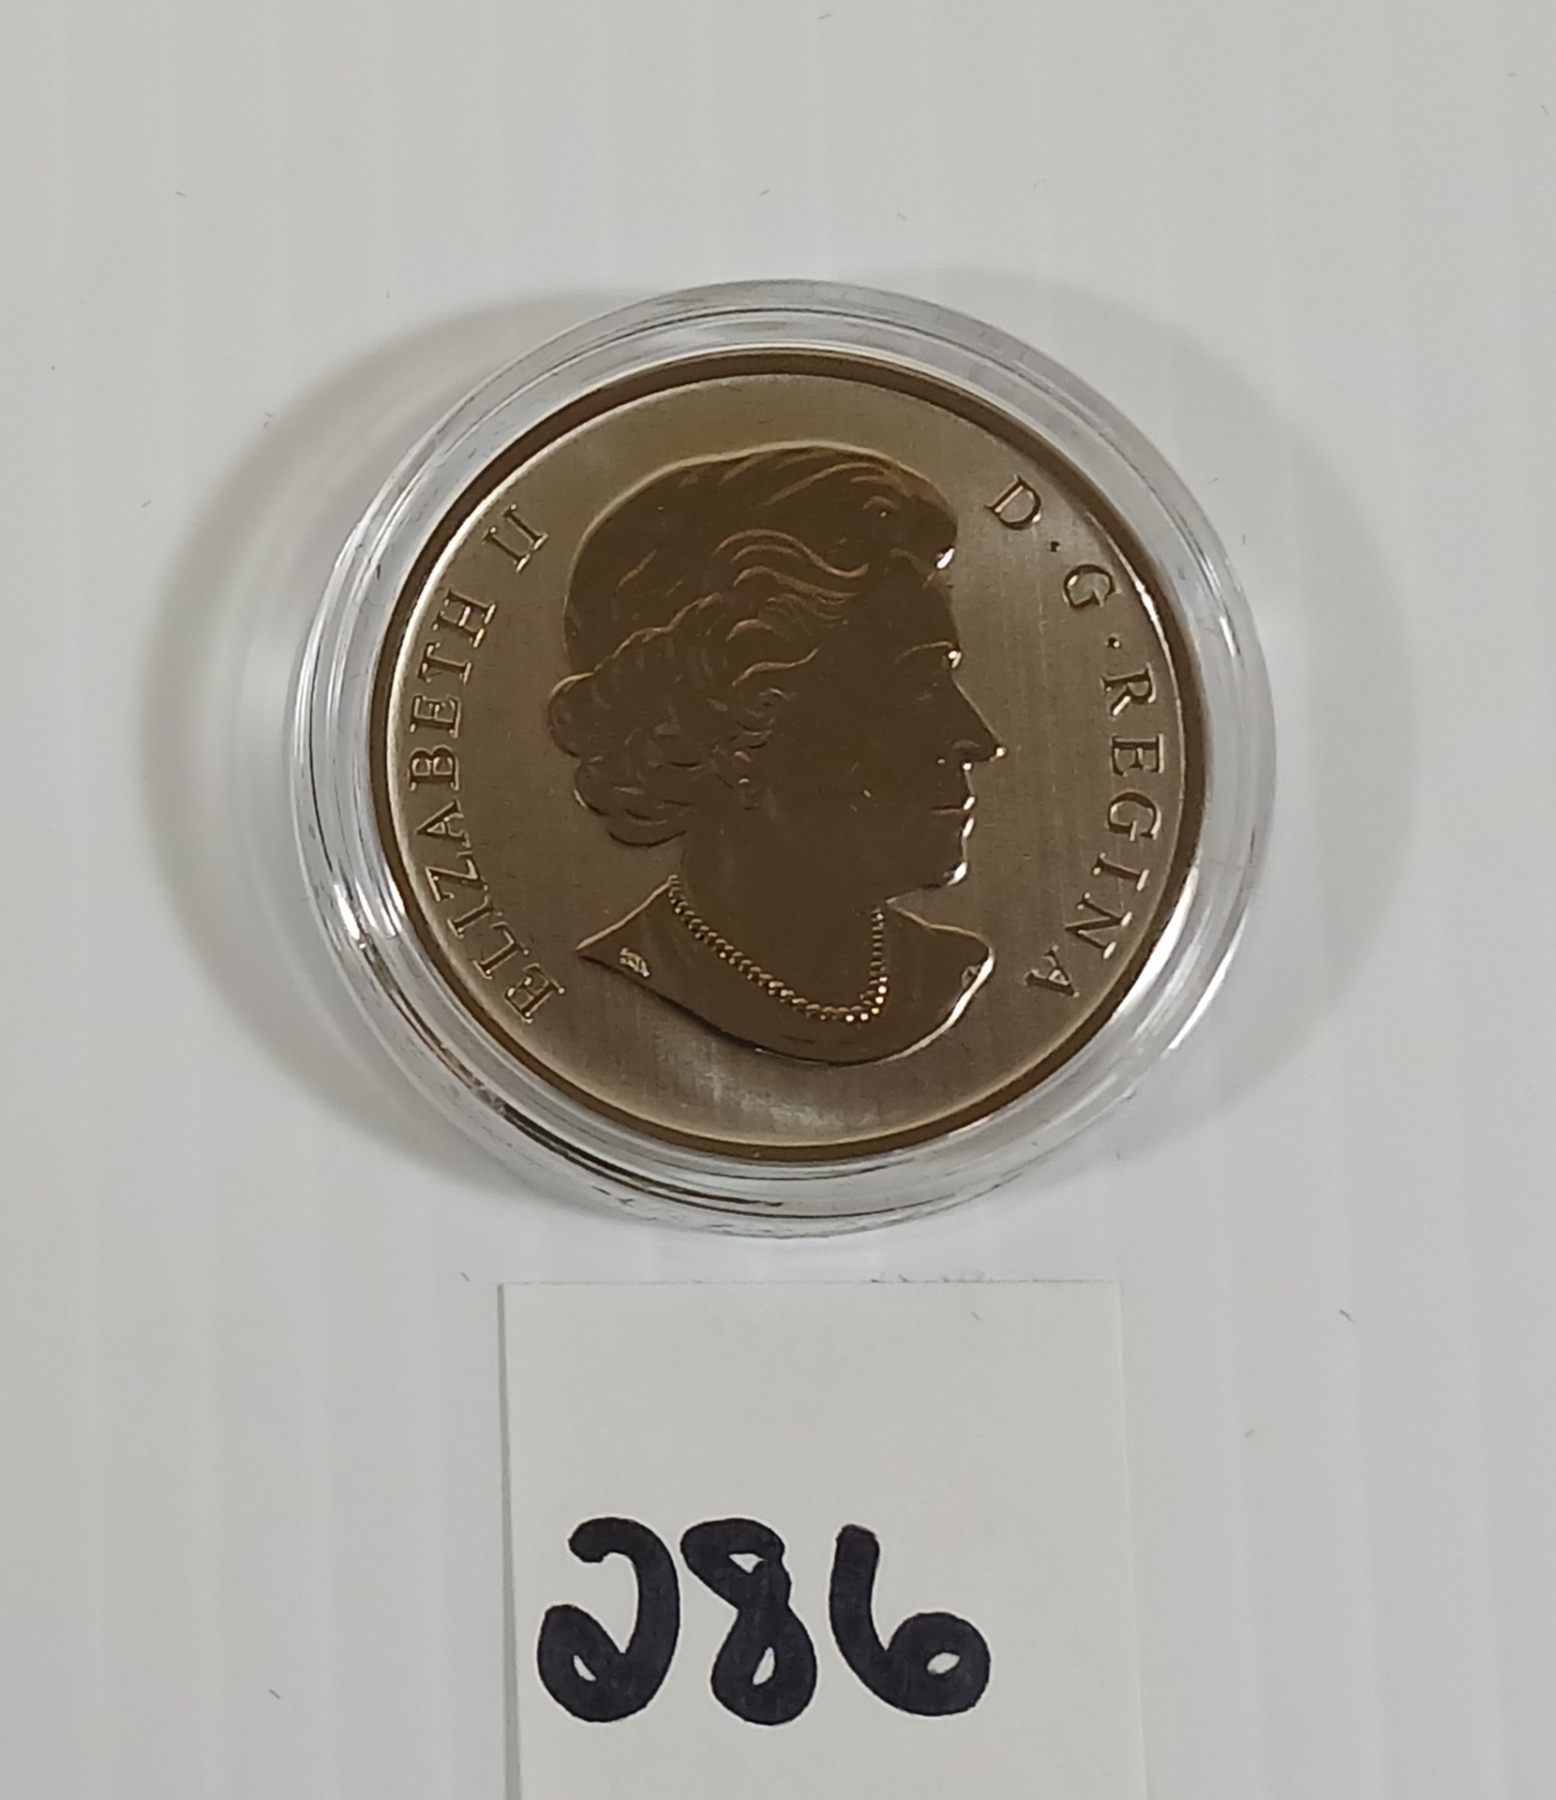 ELIZABETH II
D·G·REGINA
286